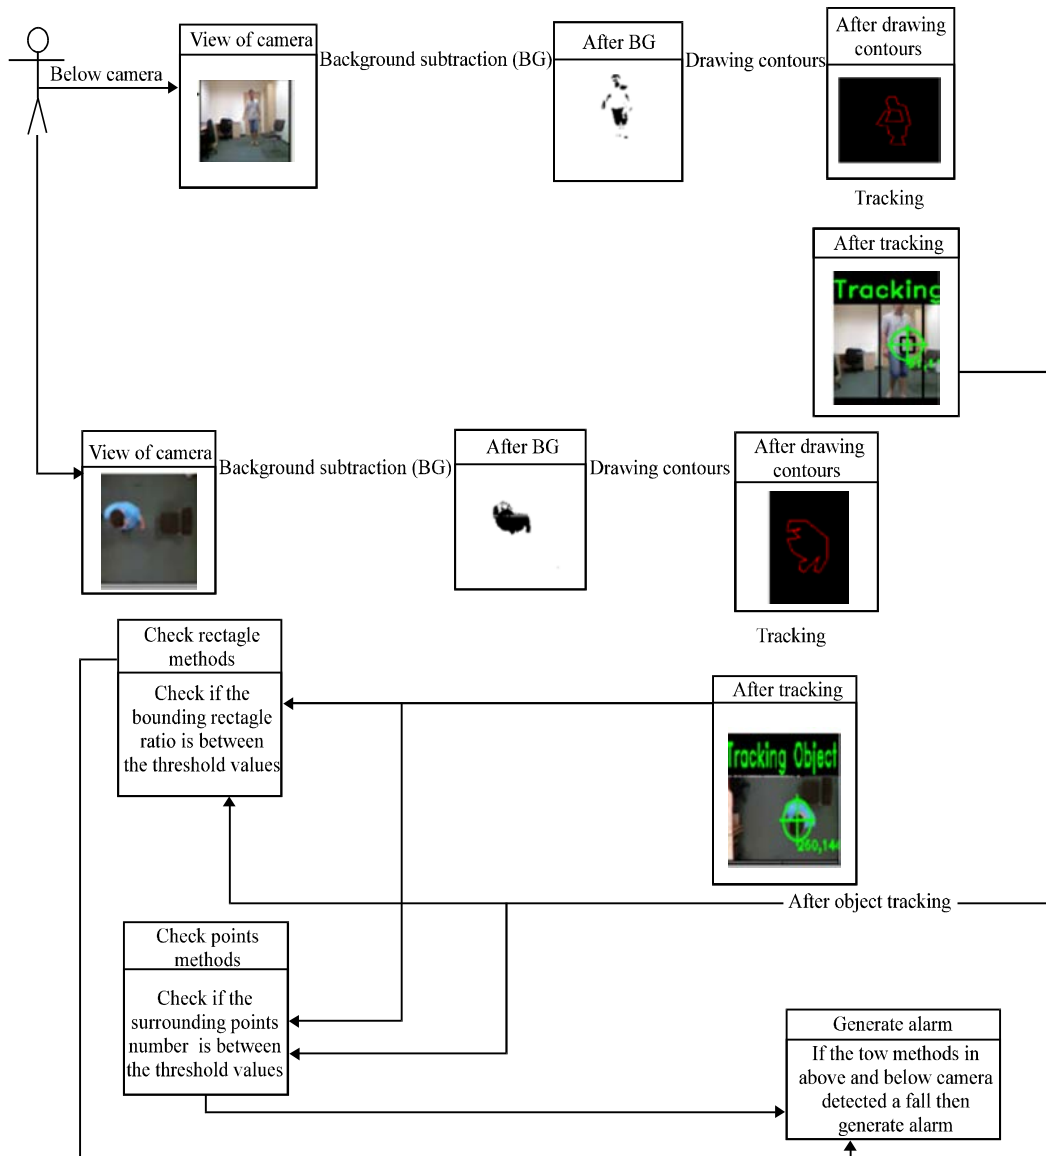 View of camera
Background subtraction (BG)
After BG
Drawing contours
After drawing
contours
Below camera
Tracking
After tracking
Tracking
View of camera
Background subtraction (BG)
After BG
Drawing contours
After drawing
contours
Tracking
Check rectagle
methods
Check if the
bounding rectagle
ratio is between
the threshold values
After tracking
Tracking Object
After object tracking
Check points
methods
Check if the
surrounding points
number is between
the threshold values
Generate alarm
If the tow methods in
above and below camera
detected a fall then
generate alarm